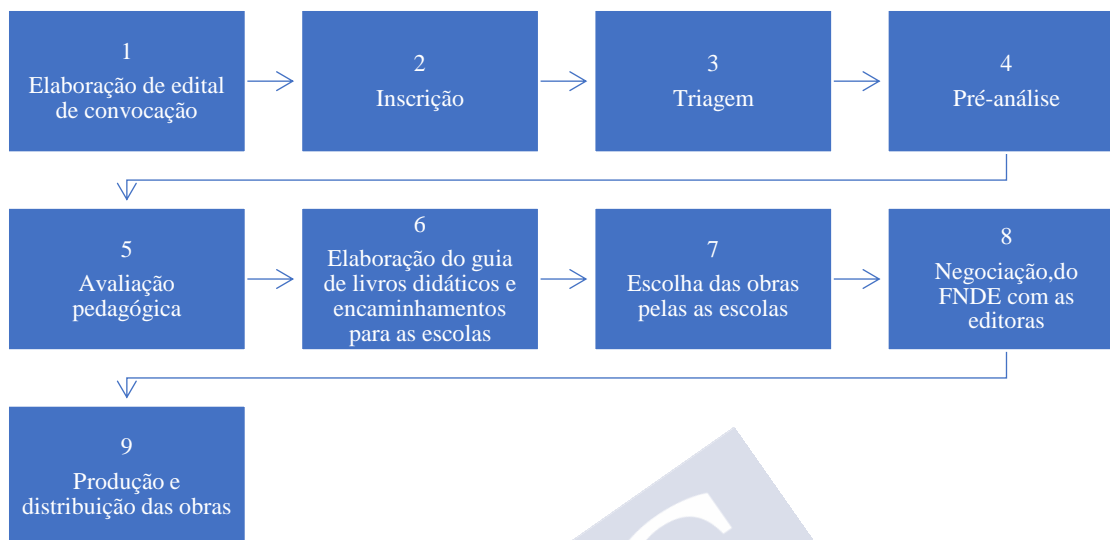 1
Elaboração de edital
de convocação
2
Inscrição
3
Triagem
4
Pré-análise
5
Avaliação
pedagógica
6
Elaboração do guia
de livros didáticos e
encaminhamentos
para as escolas
7
Escolha das obras
pelas as escolas
8
Negociação,do
FNDE com as
editoras
9
Produção e
distribuição das obras